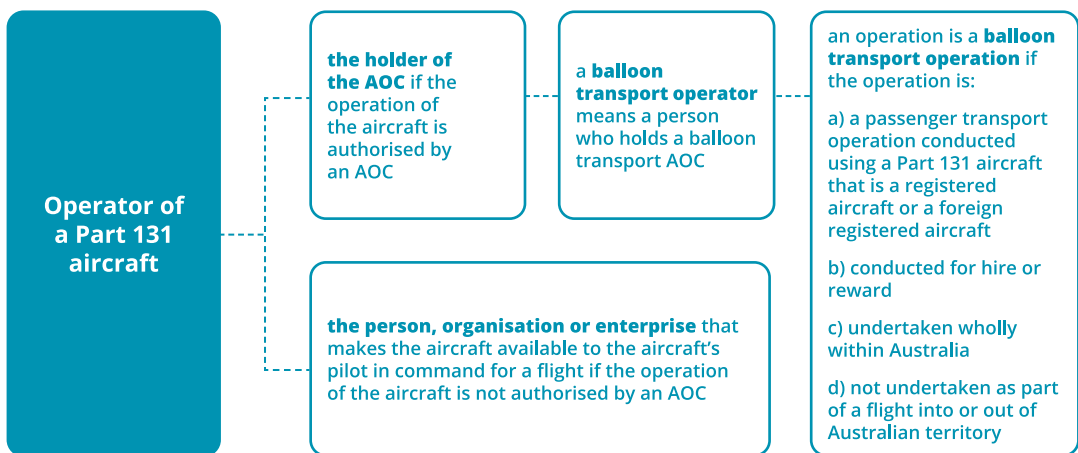 Operator of
a Part 131
aircraft
the holder of
the AOC if the
operation of
the aircraft is
authorised by
an AOC
a balloon
transport operator
means a person
who holds a balloon
transport AOC
an operation is a balloon
transport operation if
the operation is:
a) a passenger transport
operation conducted
using a Part 131 aircraft
that is a registered
aircraft or a foreign
registered aircraft
b) conducted for hire or
reward
c) undertaken wholly
within Australia
d) not undertaken as part
of a flight into or out of
Australian territory
the person, organisation or enterprise that
makes the aircraft available to the aircraft’s
pilot in command for a flight if the operation
of the aircraft is not authorised by an AOC